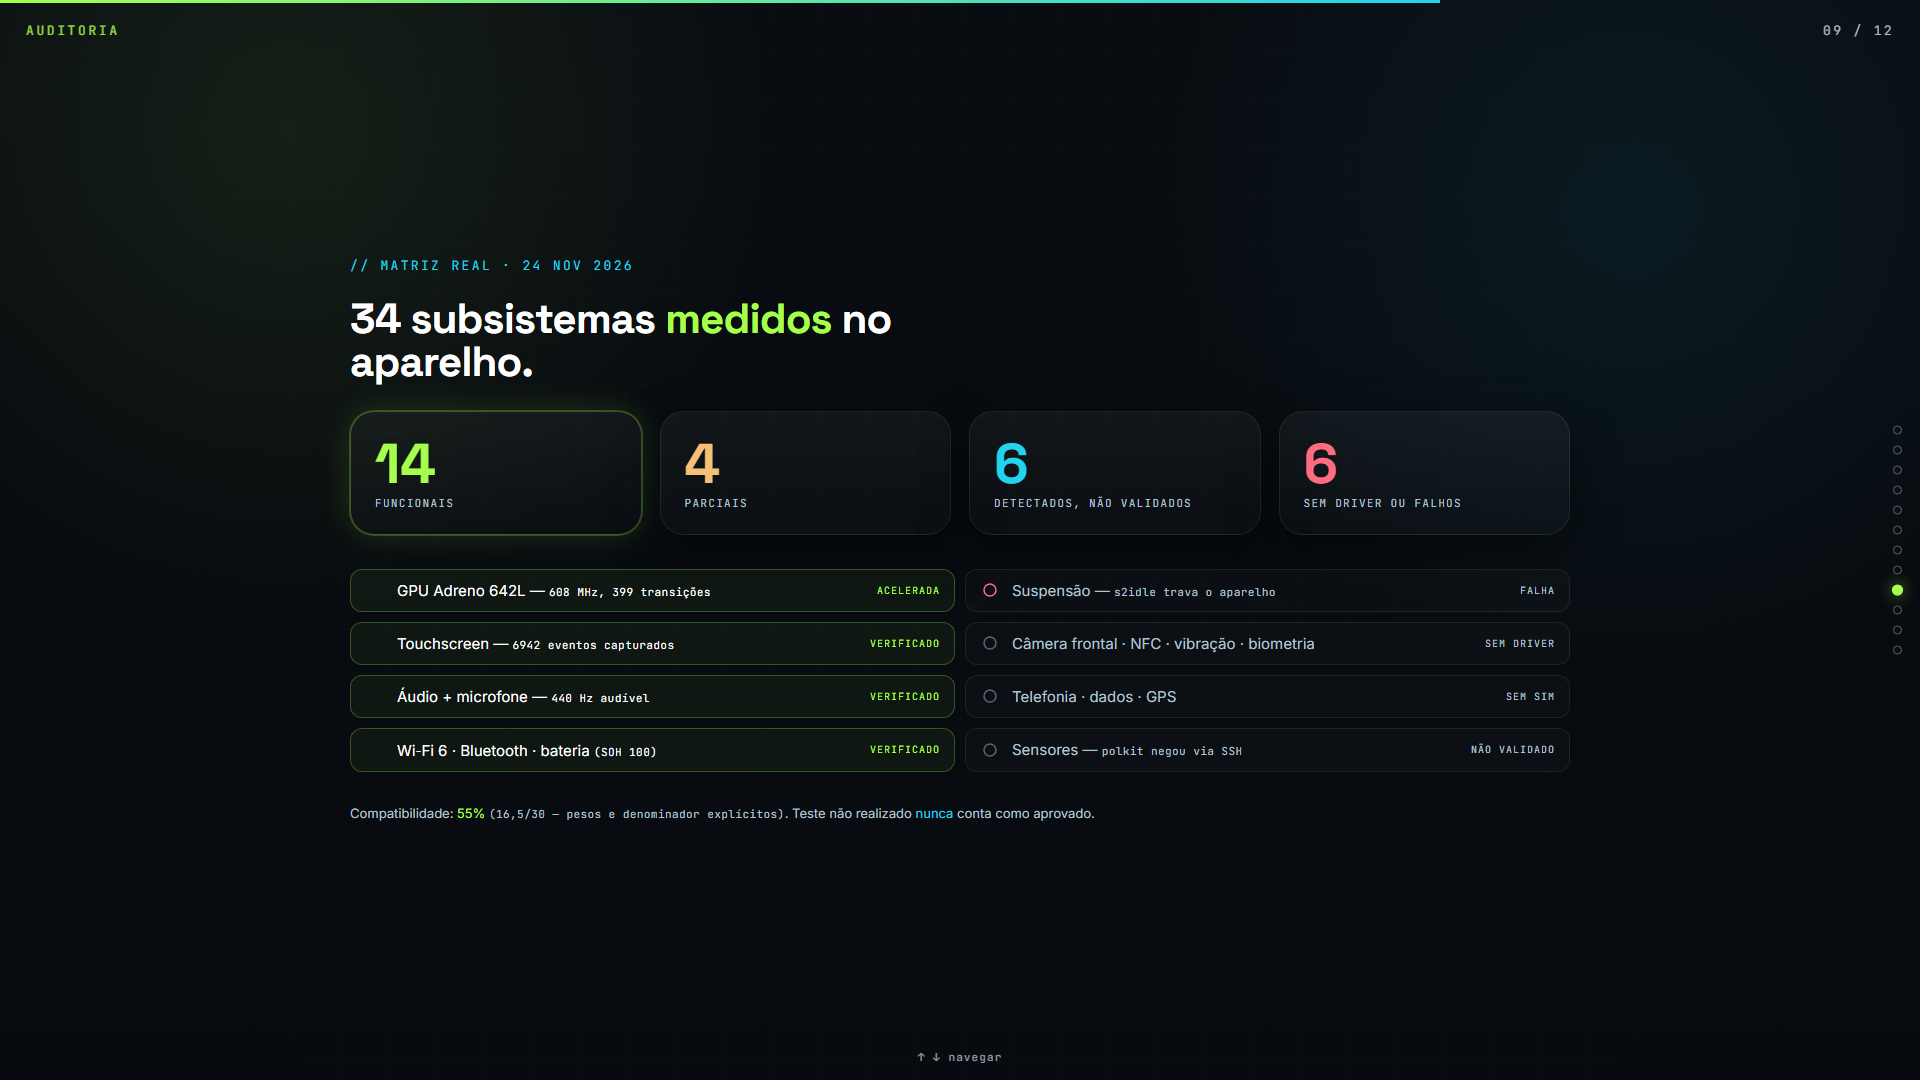 AUDITORIA
09 / 12
// MATRIZ REAL · 24 NOV 2026
34 subsistemas medidos no
aparelho.
14
FUNCIONAIS
4
PARCIAIS
6
DETECTADOS, NÃO VALIDADOS
6
SEM DRIVER OU FALHOS
GPU Adreno 642L — 608 MHz, 399 transições ACELERADA
Suspensão — s2idle trava o aparelho FALHA
Touchscreen — 6942 eventos capturados VERIFICADO
Câmera frontal · NFC · vibração · biometria SEM DRIVER
Áudio + microfone — 440 Hz audível VERIFICADO
Telefonia · dados · GPS SEM SIM
Wi-Fi 6 · Bluetooth · bateria (SOH 100) VERIFICADO
Sensores — polkit negou via SSH NÃO VALIDADO
Compatibilidade: 55% (16,5/30 — pesos e denominador explícitos). Teste não realizado nunca conta como aprovado.
↑ ↓ navegar